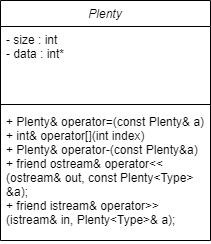 Plenty
- size : int
- data : int*
+ Plenty& operator=(const Plenty& a)
+ int& operator[](int index)
+ Plenty& operator-(const Plenty&a)
+ friend ostream& operator<<
(ostream& out, const Plenty<Type>
&a);
+ friend istream& operator>>
(istream& in, Plenty<Type>& a);